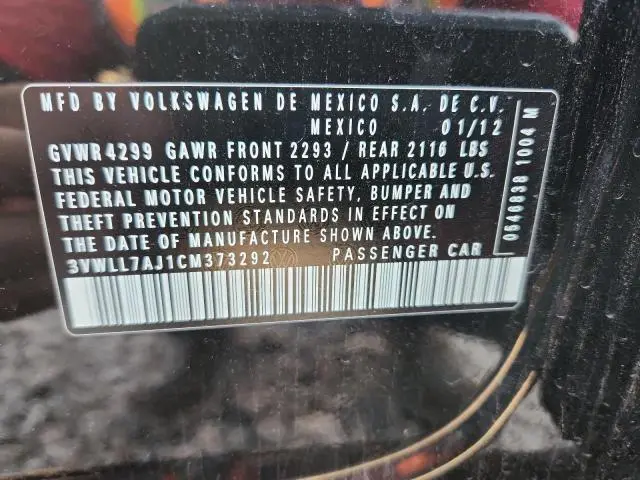 MFD BY VOLKSWAGEN DE MEXICO S.A. DE C.V.
MEXICO 01/12
GVWR 4299 GAWR FRONT 2293 / REAR 2116 LBS
THIS VEHICLE CONFORMS TO ALL APPLICABLE U.S.
FEDERAL MOTOR VEHICLE SAFETY, BUMPER AND
THEFT PREVENTION STANDARDS IN EFFECT ON
THE DATE OF MANUFACTURE SHOWN ABOVE.
3VWLL7AJ1CM373292 PASSENGER CAR
0646838 1004 M